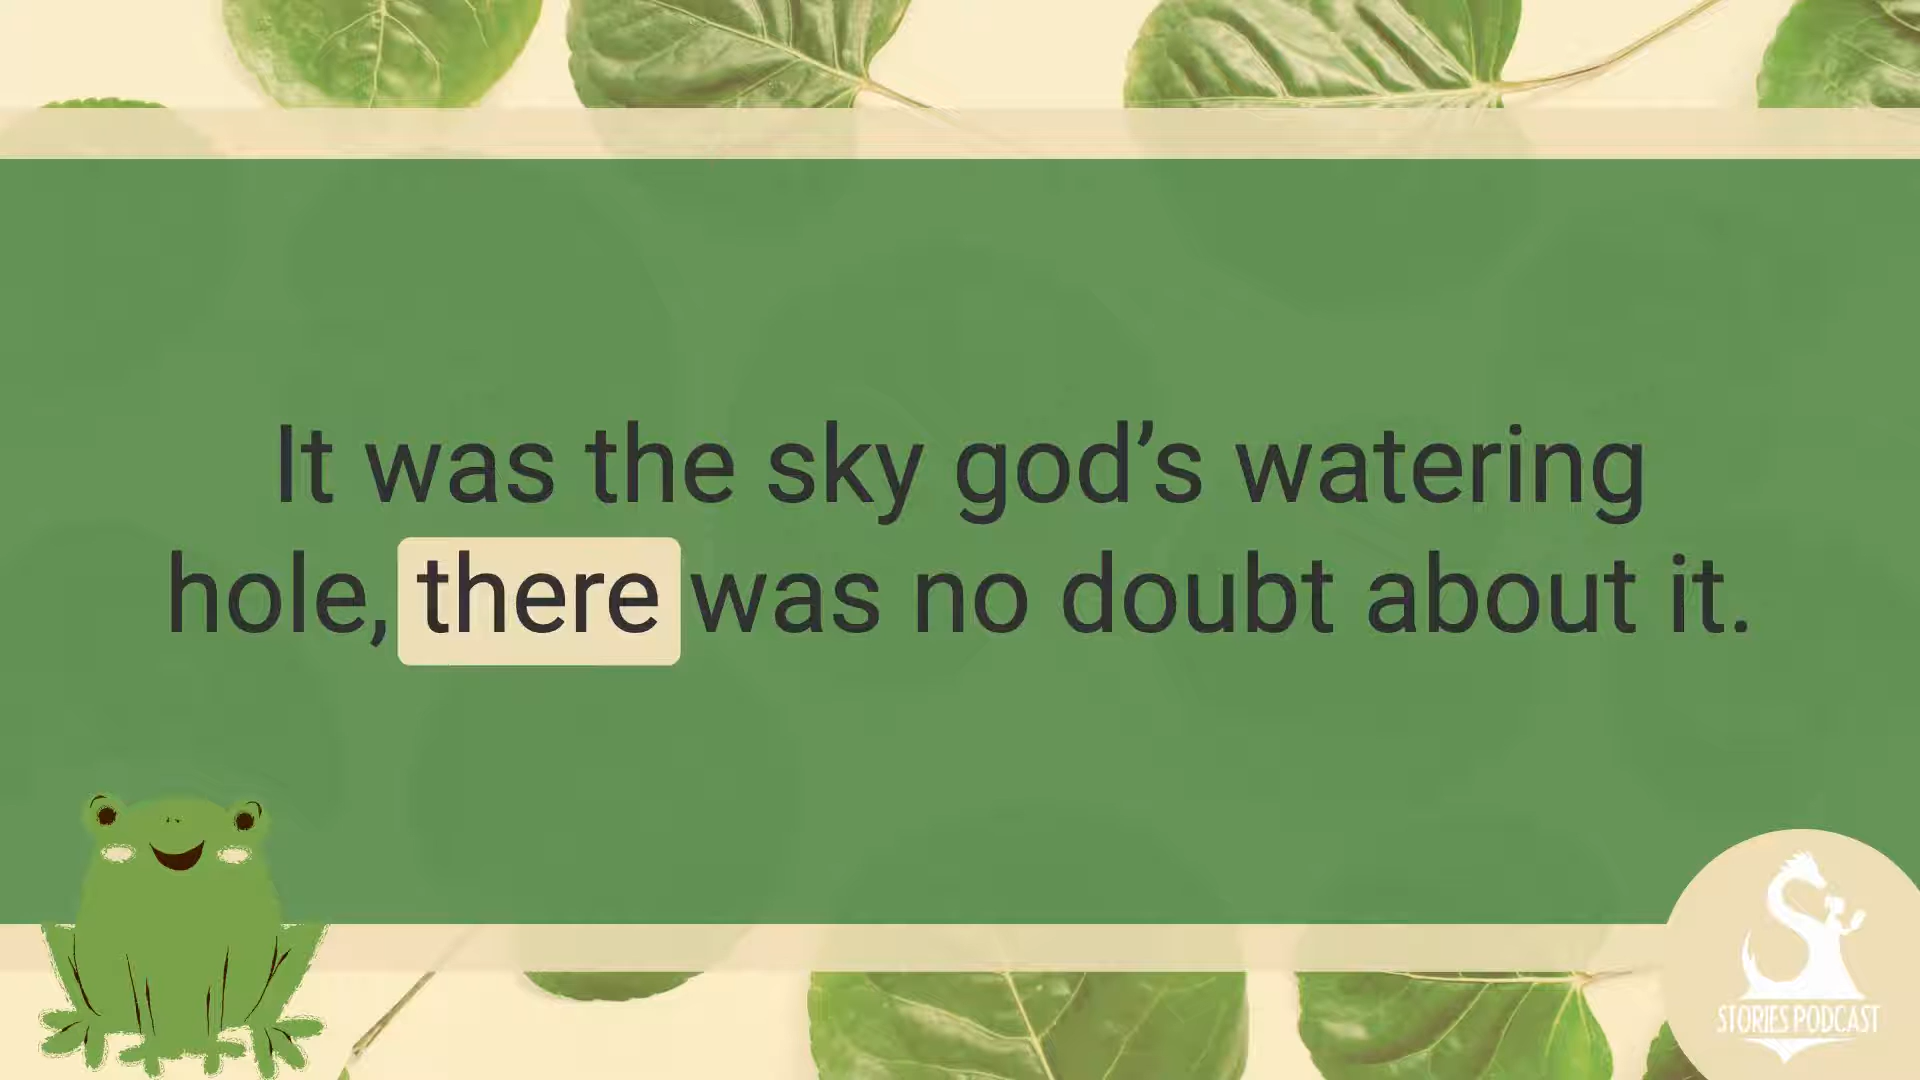 It was the sky god’s watering
hole, there was no doubt about it.
STORIES PODCAST